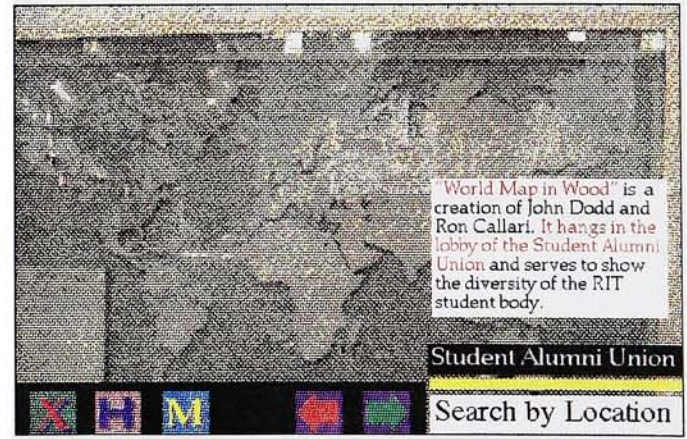 "World Map in Wood" is a
creation of John Dodd and
Ron Callari. It hangs in the
lobby of the Student Alumni
Union and serves to show
the diversity of the RIT
student body.
Student Alumni Union
X H M
Search by Location